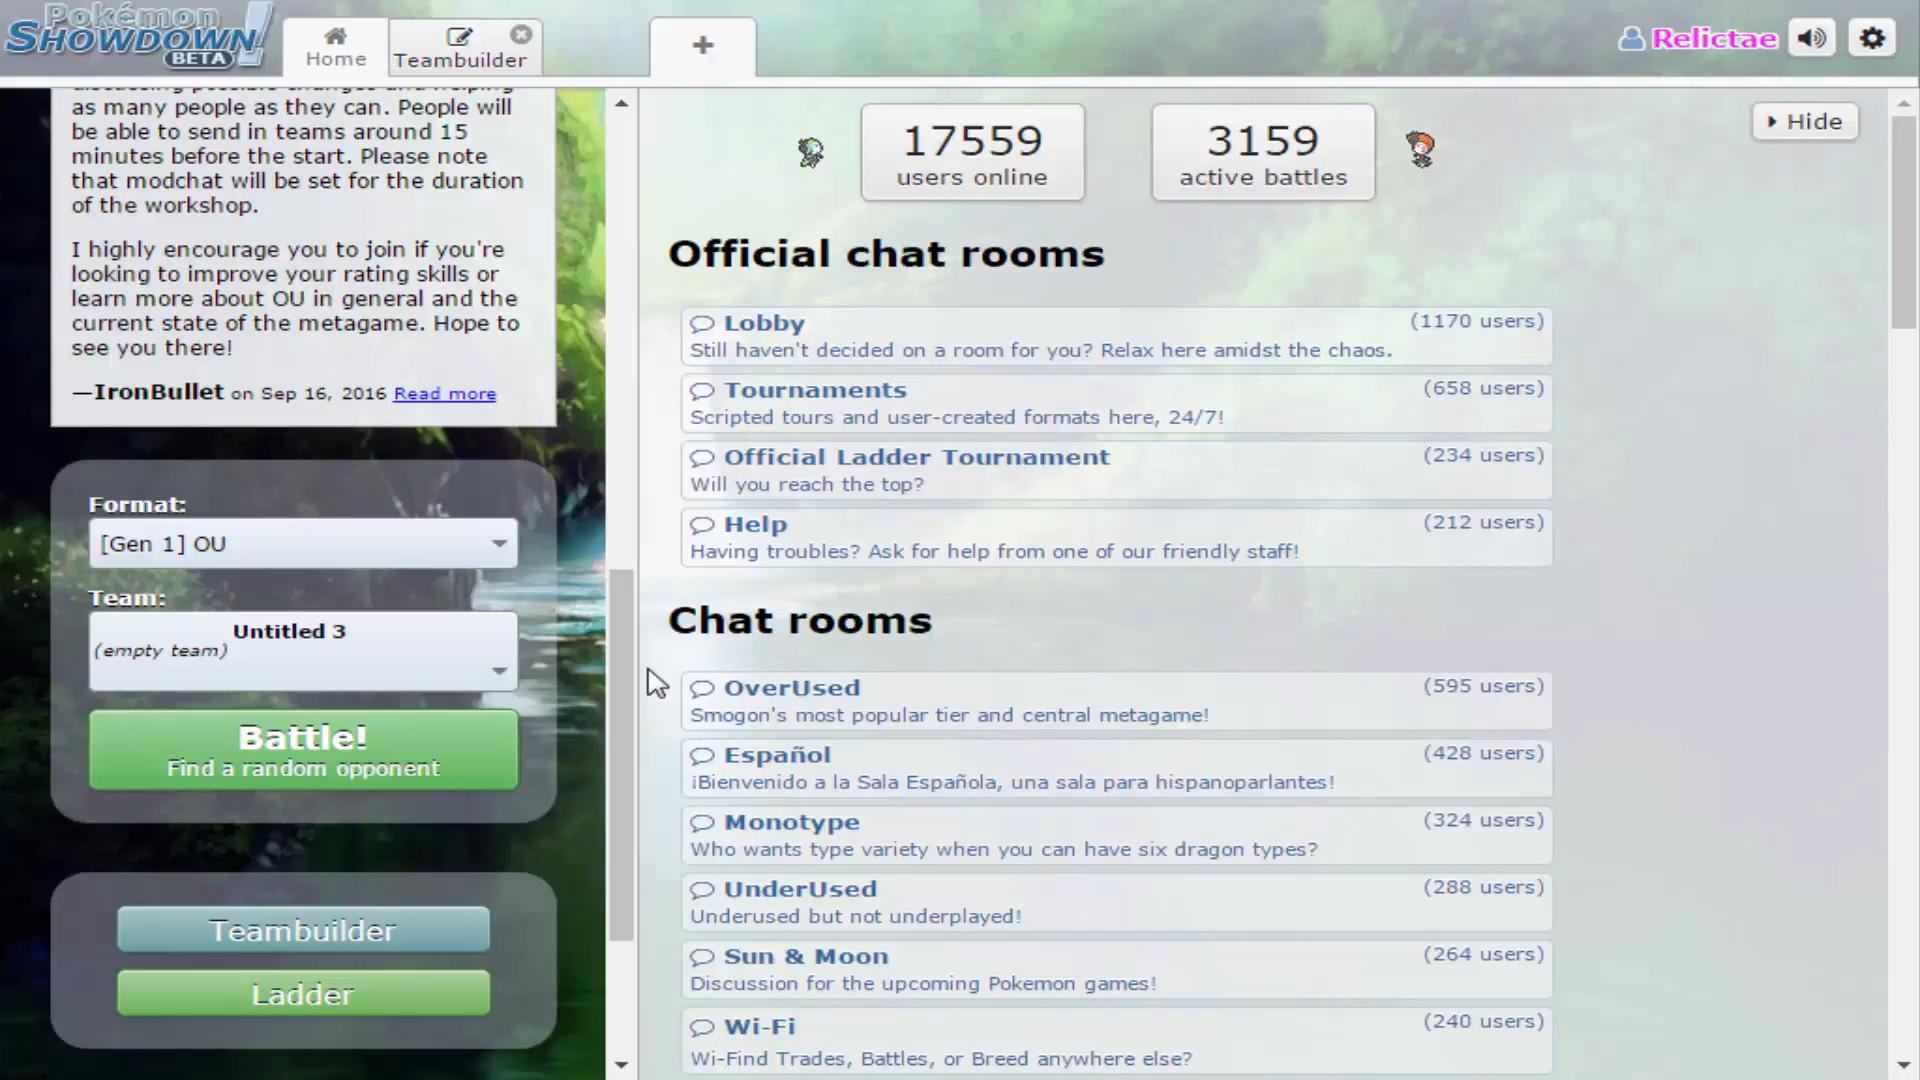 Pokémon
SHOWDOWN!
BETA
Home
Teambuilder
+
Relictae
as many people as they can. People will
be able to send in teams around 15
minutes before the start. Please note
that modchat will be set for the duration
of the workshop.
I highly encourage you to join if you're
looking to improve your rating skills or
learn more about OU in general and the
current state of the metagame. Hope to
see you there!
—IronBullet on Sep 16, 2016 Read more
Format:
[Gen 1] OU
Team:
Untitled 3
(empty team)
Battle!
Find a random opponent
Teambuilder
Ladder
17559
users online
3159
active battles
Hide
Official chat rooms
Lobby (1170 users)
Still haven't decided on a room for you? Relax here amidst the chaos.
Tournaments (658 users)
Scripted tours and user-created formats here, 24/7!
Official Ladder Tournament (234 users)
Will you reach the top?
Help (212 users)
Having troubles? Ask for help from one of our friendly staff!
Chat rooms
OverUsed (595 users)
Smogon's most popular tier and central metagame!
Español (428 users)
¡Bienvenido a la Sala Española, una sala para hispanoparlantes!
Monotype (324 users)
Who wants type variety when you can have six dragon types?
UnderUsed (288 users)
Underused but not underplayed!
Sun & Moon (264 users)
Discussion for the upcoming Pokemon games!
Wi-Fi (240 users)
Wi-Find Trades, Battles, or Breed anywhere else?